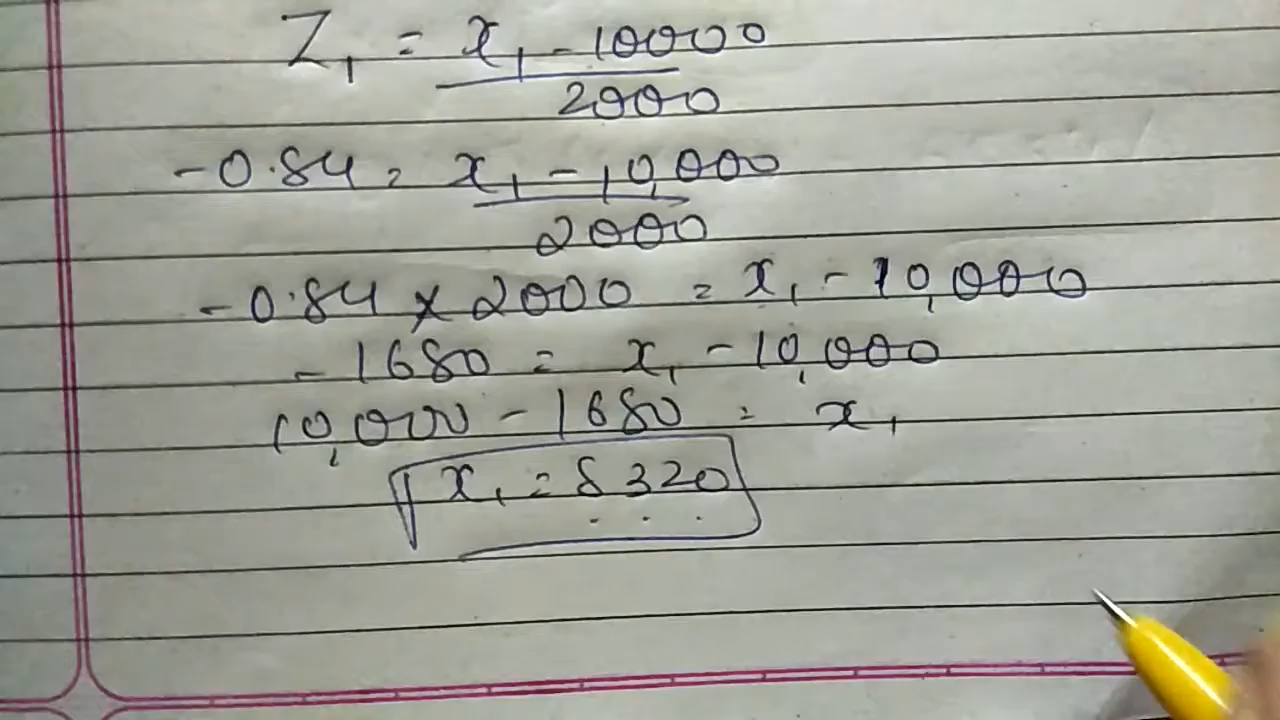 Z₁ = x₁ - 10000
2000
-0.84 = x₁ - 10,000
2000
-0.84 × 2000 = x₁ - 10,000
-1680 = x₁ - 10,000
10,000 - 1680 = x₁
x₁ = 8320